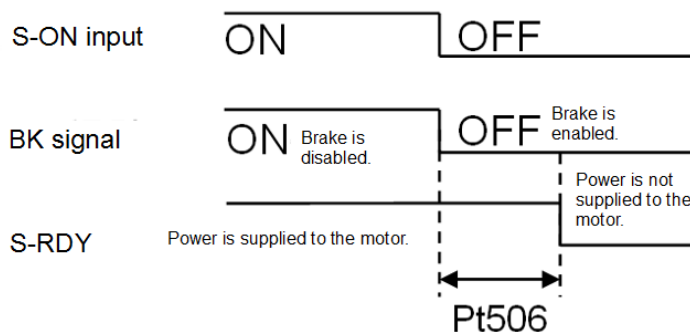 S-ON input
ON
OFF
BK signal
ON
Brake is
disabled.
OFF
Brake is
enabled.
S-RDY
Power is supplied to the motor.
Power is not
supplied to the
motor.
Pt506